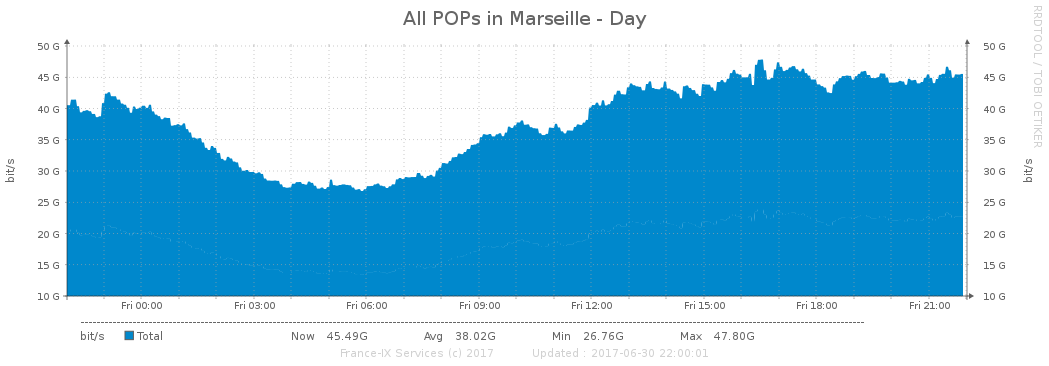 All POPs in Marseille - Day
RRDTOOL / TOBI OETIKER
bit/s
50 G 50 G
45 G 45 G
40 G 40 G
35 G 35 G
30 G 30 G
25 G 25 G
20 G 20 G
15 G 15 G
10 G 10 G
bit/s
Fri 00:00 Fri 03:00 Fri 06:00 Fri 09:00 Fri 12:00 Fri 15:00 Fri 18:00 Fri 21:00
bit/s Total Now 45.49G Avg 38.02G Min 26.76G Max 47.80G
France-IX Services (c) 2017 Updated : 2017-06-30 22:00:01